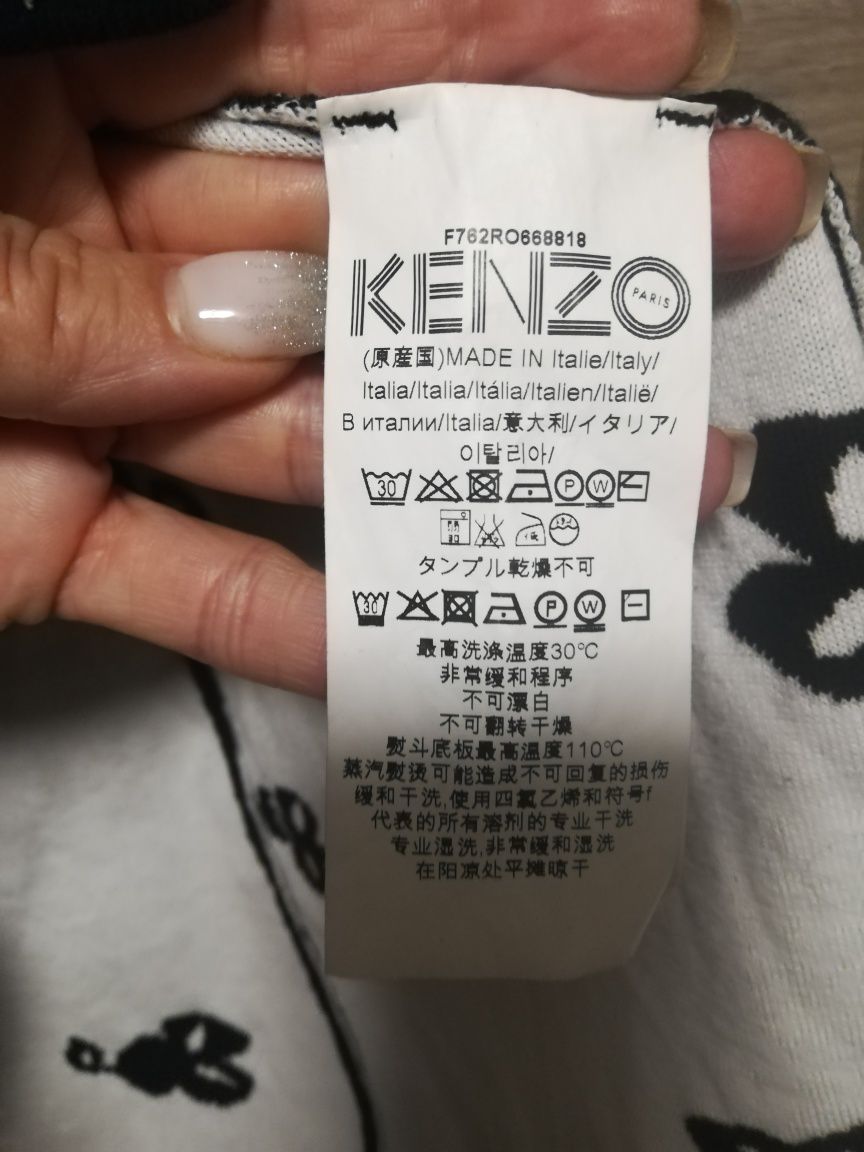 F762RO668818
KENZO PARIS
(原産国)MADE IN Italie/Italy/
Italia/Italia/Itália/Italien/Italië/
В италии/Italia/意大利/イタリア/
이탈리아/
30 P W
P W
タンブル乾燥不可
30 P W
最高洗涤温度30°C
非常缓和程序
不可漂白
不可翻转干燥
熨斗底板最高温度110°C
蒸汽熨烫可能造成不可回复的损伤
缓和干洗,使用四氯乙烯和符号f
代表的所有溶剂的专业干洗
专业湿洗,非常缓和湿洗
在阳凉处平摊晾干